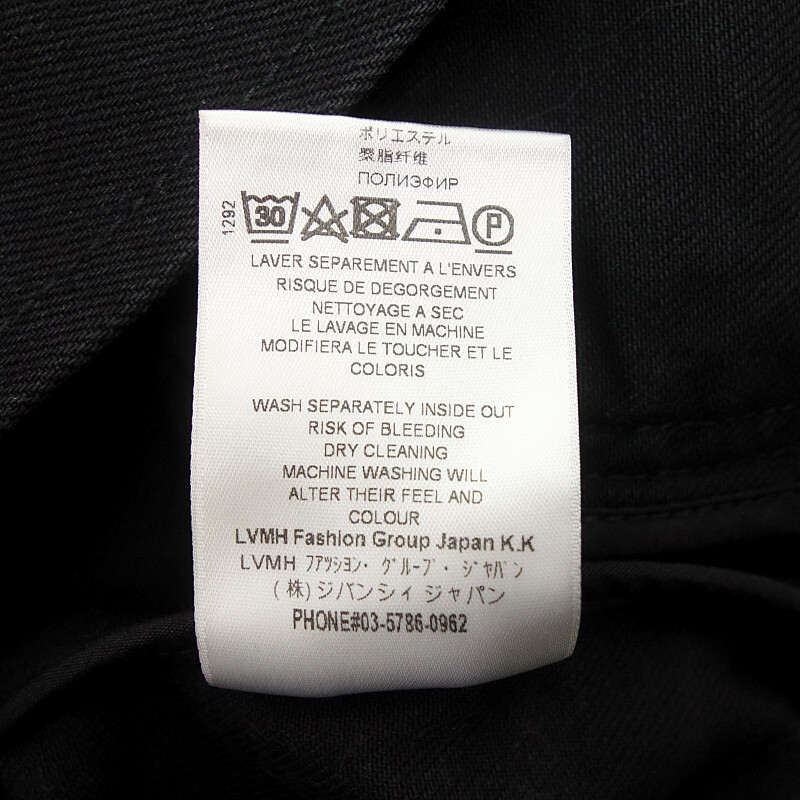 ポリエステル
聚脂纤维
ПОЛИЭФИР
1292
30 P
LAVER SEPAREMENT A L'ENVERS
RISQUE DE DEGORGEMENT
NETTOYAGE A SEC
LE LAVAGE EN MACHINE
MODIFIERA LE TOUCHER ET LE
COLORIS
WASH SEPARATELY INSIDE OUT
RISK OF BLEEDING
DRY CLEANING
MACHINE WASHING WILL
ALTER THEIR FEEL AND
COLOUR
LVMH Fashion Group Japan K.K
LVMH ﾌｱﾂｼﾖﾝ・ｸﾞﾙｰﾌﾟ・ｼﾞﾔﾊﾟﾝ
(株)ジバンシィ ジャパン
PHONE#03-5786-0962